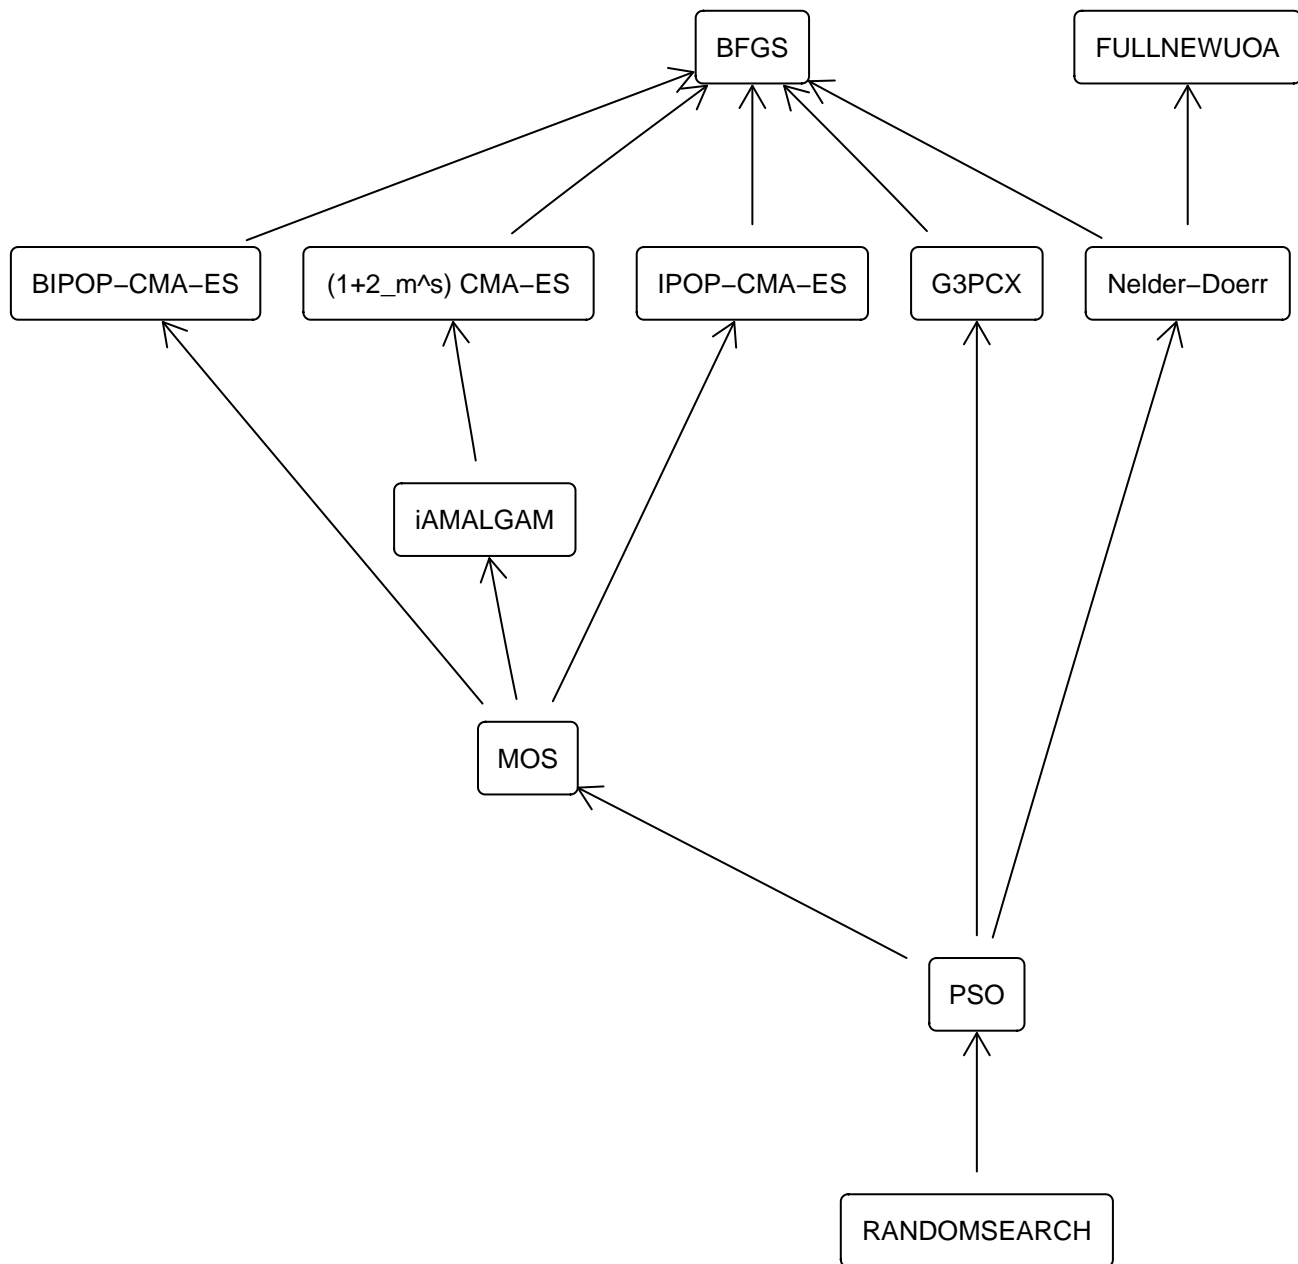 BFGS
FULLNEWUOA
BIPOP−CMA−ES
(1+2_m^s) CMA−ES
IPOP−CMA−ES
G3PCX
Nelder−Doerr
iAMALGAM
MOS
PSO
RANDOMSEARCH